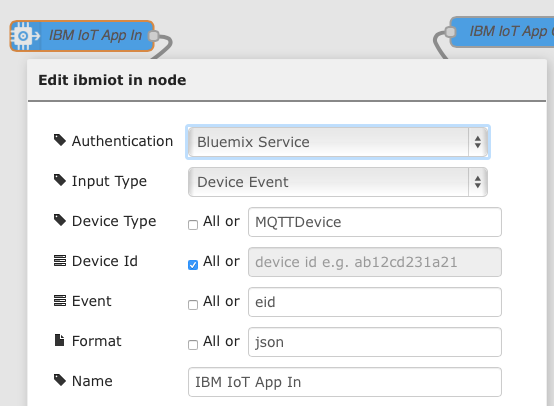 IBM IoT App In
IBM IoT App
Edit ibmiot in node
Authentication Bluemix Service
Input Type Device Event
Device Type All or MQTTDevice
Device Id All or device id e.g. ab12cd231a21
Event All or eid
Format All or json
Name IBM IoT App In